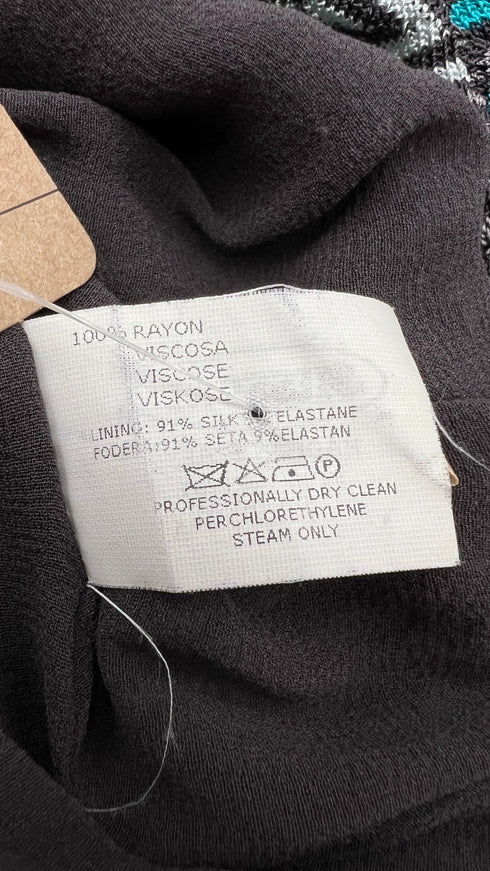 100% RAYON
VISCOSA
VISCOSE
VISKOSE
LINING: 91% SILK ELASTANE
FODERA:91% SETA 9%ELASTAN
P
PROFESSIONALLY DRY CLEAN
PERCHLORETHYLENE
STEAM ONLY